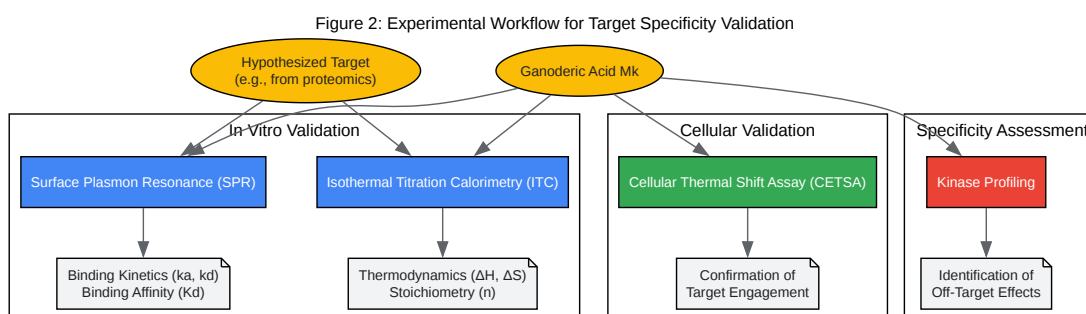 Figure 2: Experimental Workflow for Target Specificity Validation
Hypothesized Target
(e.g., from proteomics)
Ganoderic Acid Mk
In Vitro Validation
Cellular Validation
Specificity Assessment
Surface Plasmon Resonance (SPR)
Isothermal Titration Calorimetry (ITC)
Cellular Thermal Shift Assay (CETSA)
Kinase Profiling
Binding Kinetics (ka, kd)
Binding Affinity (Kd)
Thermodynamics (ΔH, ΔS)
Stoichiometry (n)
Confirmation of
Target Engagement
Identification of
Off-Target Effects